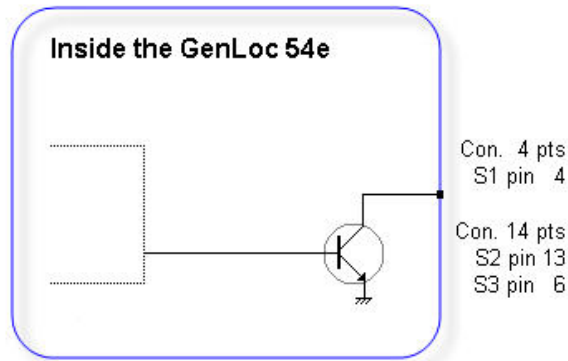 Inside the GenLoc 54e
Con. 4 pts
S1 pin 4
Con. 14 pts
S2 pin 13
S3 pin 6